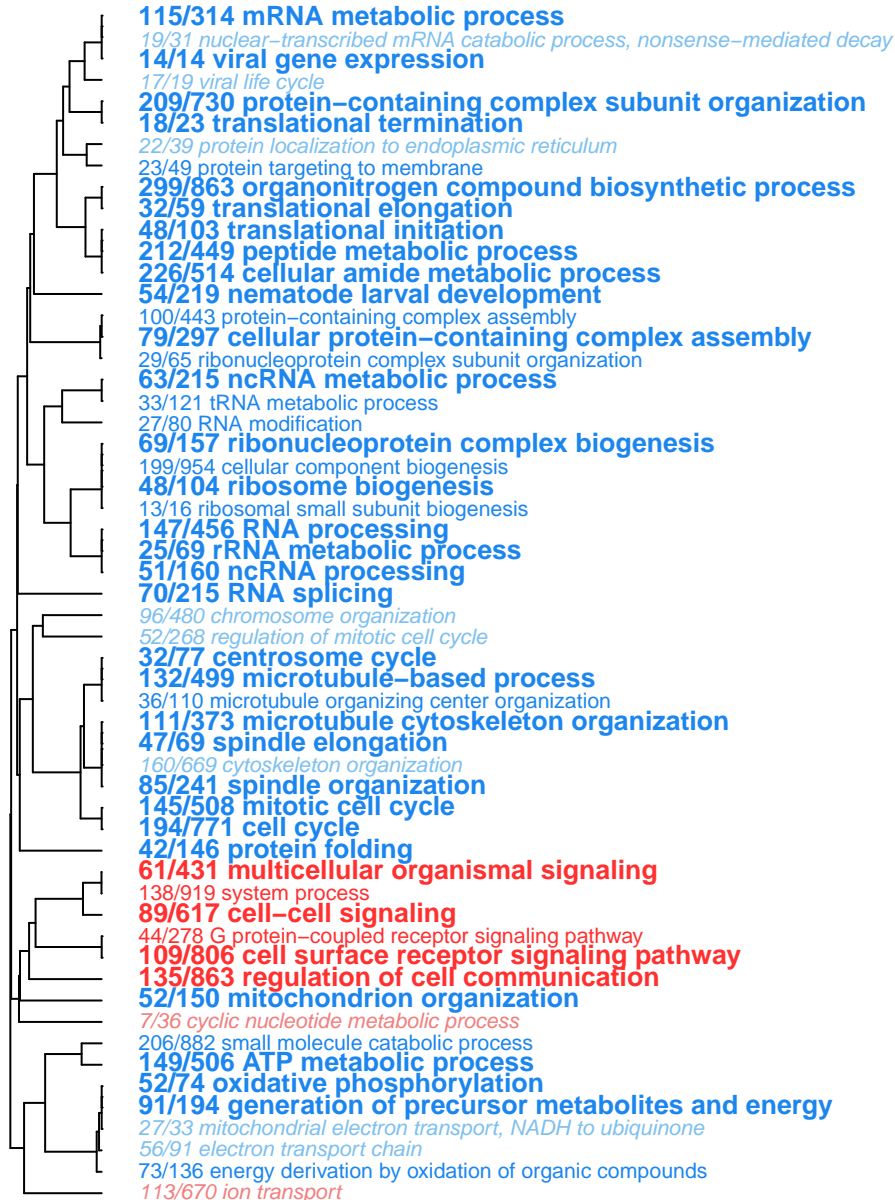 115/314 mRNA metabolic process
19/31 nuclear−transcribed mRNA catabolic process, nonsense−mediated decay
14/14 viral gene expression
17/19 viral life cycle
209/730 protein−containing complex subunit organization
18/23 translational termination
22/39 protein localization to endoplasmic reticulum
23/49 protein targeting to membrane
299/863 organonitrogen compound biosynthetic process
32/59 translational elongation
48/103 translational initiation
212/449 peptide metabolic process
226/514 cellular amide metabolic process
54/219 nematode larval development
100/443 protein−containing complex assembly
79/297 cellular protein−containing complex assembly
29/65 ribonucleoprotein complex subunit organization
63/215 ncRNA metabolic process
33/121 tRNA metabolic process
27/80 RNA modification
69/157 ribonucleoprotein complex biogenesis
199/954 cellular component biogenesis
48/104 ribosome biogenesis
13/16 ribosomal small subunit biogenesis
147/456 RNA processing
25/69 rRNA metabolic process
51/160 ncRNA processing
70/215 RNA splicing
96/480 chromosome organization
52/268 regulation of mitotic cell cycle
32/77 centrosome cycle
132/499 microtubule−based process
36/110 microtubule organizing center organization
111/373 microtubule cytoskeleton organization
47/69 spindle elongation
160/669 cytoskeleton organization
85/241 spindle organization
145/508 mitotic cell cycle
194/771 cell cycle
42/146 protein folding
61/431 multicellular organismal signaling
138/919 system process
89/617 cell−cell signaling
44/278 G protein−coupled receptor signaling pathway
109/806 cell surface receptor signaling pathway
135/863 regulation of cell communication
52/150 mitochondrion organization
7/36 cyclic nucleotide metabolic process
206/882 small molecule catabolic process
149/506 ATP metabolic process
52/74 oxidative phosphorylation
91/194 generation of precursor metabolites and energy
27/33 mitochondrial electron transport, NADH to ubiquinone
56/91 electron transport chain
73/136 energy derivation by oxidation of organic compounds
113/670 ion transport